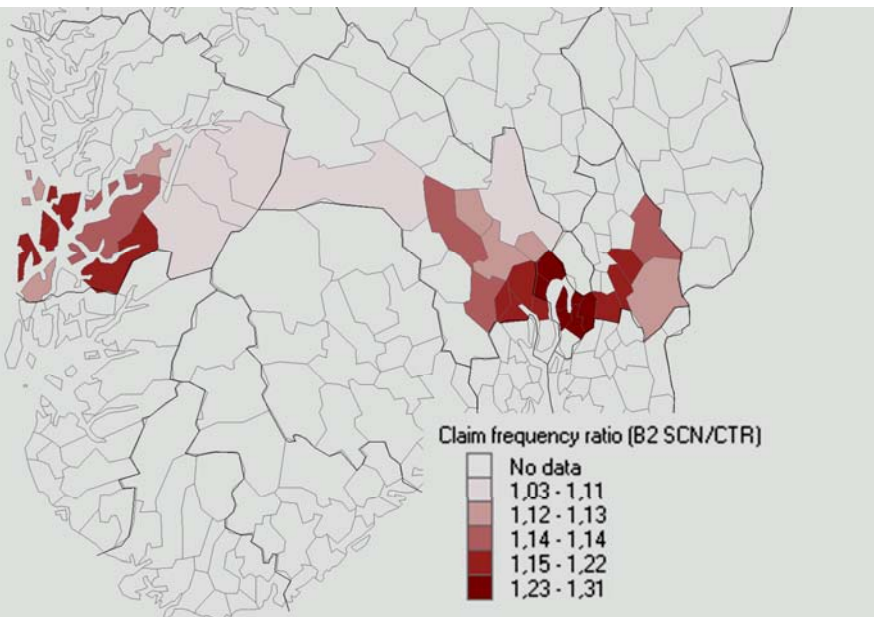 Claim frequency ratio (B2 SCN/CTR)
No data
1,03 - 1,11
1,12 - 1,13
1,14 - 1,14
1,15 - 1,22
1,23 - 1,31